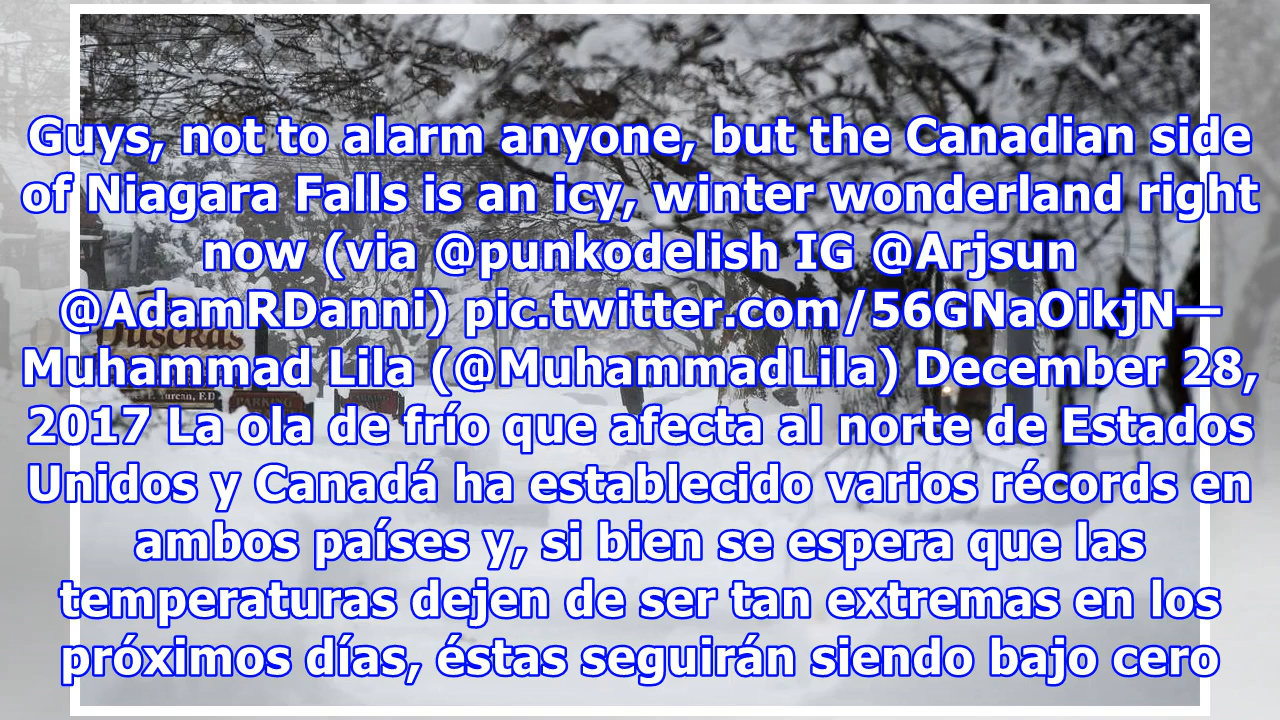 Guys, not to alarm anyone, but the Canadian side
of Niagara Falls is an icy, winter wonderland right
now (via @punkodelish IG @Arjsun
@AdamRDanni) pic.twitter.com/56GNaOikjN—
Muhammad Lila (@MuhammadLila) December 28,
2017 La ola de frío que afecta al norte de Estados
Unidos y Canadá ha establecido varios récords en
ambos países y, si bien se espera que las
temperaturas dejen de ser tan extremas en los
próximos días, éstas seguirán siendo bajo cero
PARKING